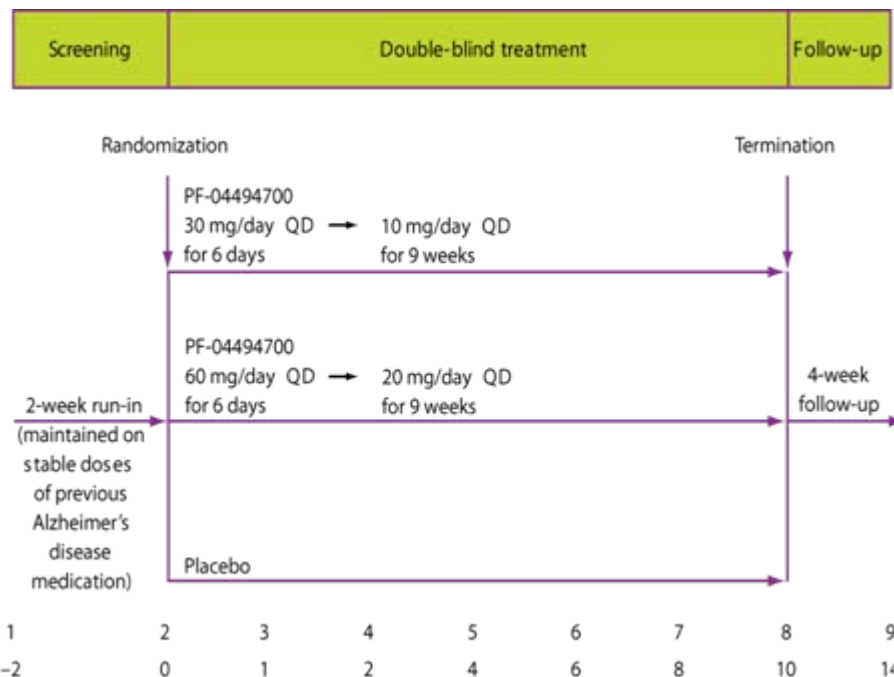 Screening
Double-blind treatment
Follow-up
Randomization
Termination
PF-04494700
30 mg/day QD → 10 mg/day QD
for 6 days for 9 weeks
PF-04494700
60 mg/day QD → 20 mg/day QD
for 6 days for 9 weeks
2-week run-in
(maintained on
stable doses
of previous
Alzheimer's
disease
medication)
4-week
follow-up
Placebo
1 2 3 4 5 6 7 8 9
–2 0 1 2 4 6 8 10 14